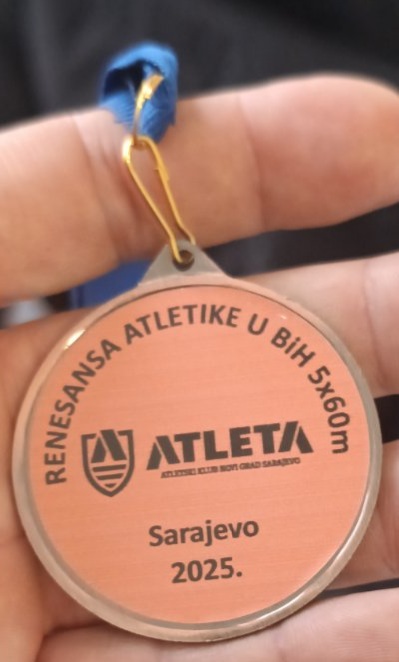 RENESANSA ATLETIKE U BiH 5x60m
ATLETA
ATLETSKI KLUB NOVI GRAD SARAJEVO
Sarajevo
2025.